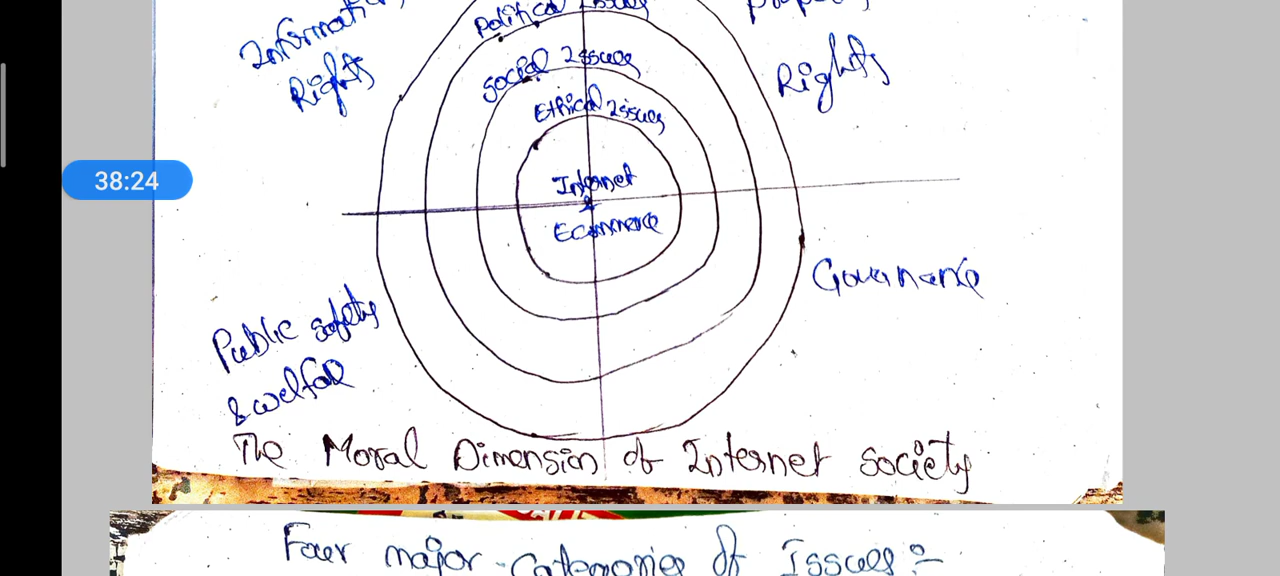 Political Issues
Information
Rights
Property
Rights
Social Issues
Ethical Issues
38:24
Internet
&
Ecommerce
Governance
Public safety
& welfare
The Moral Dimension of Internet Society
Four major Categories of Issues :-